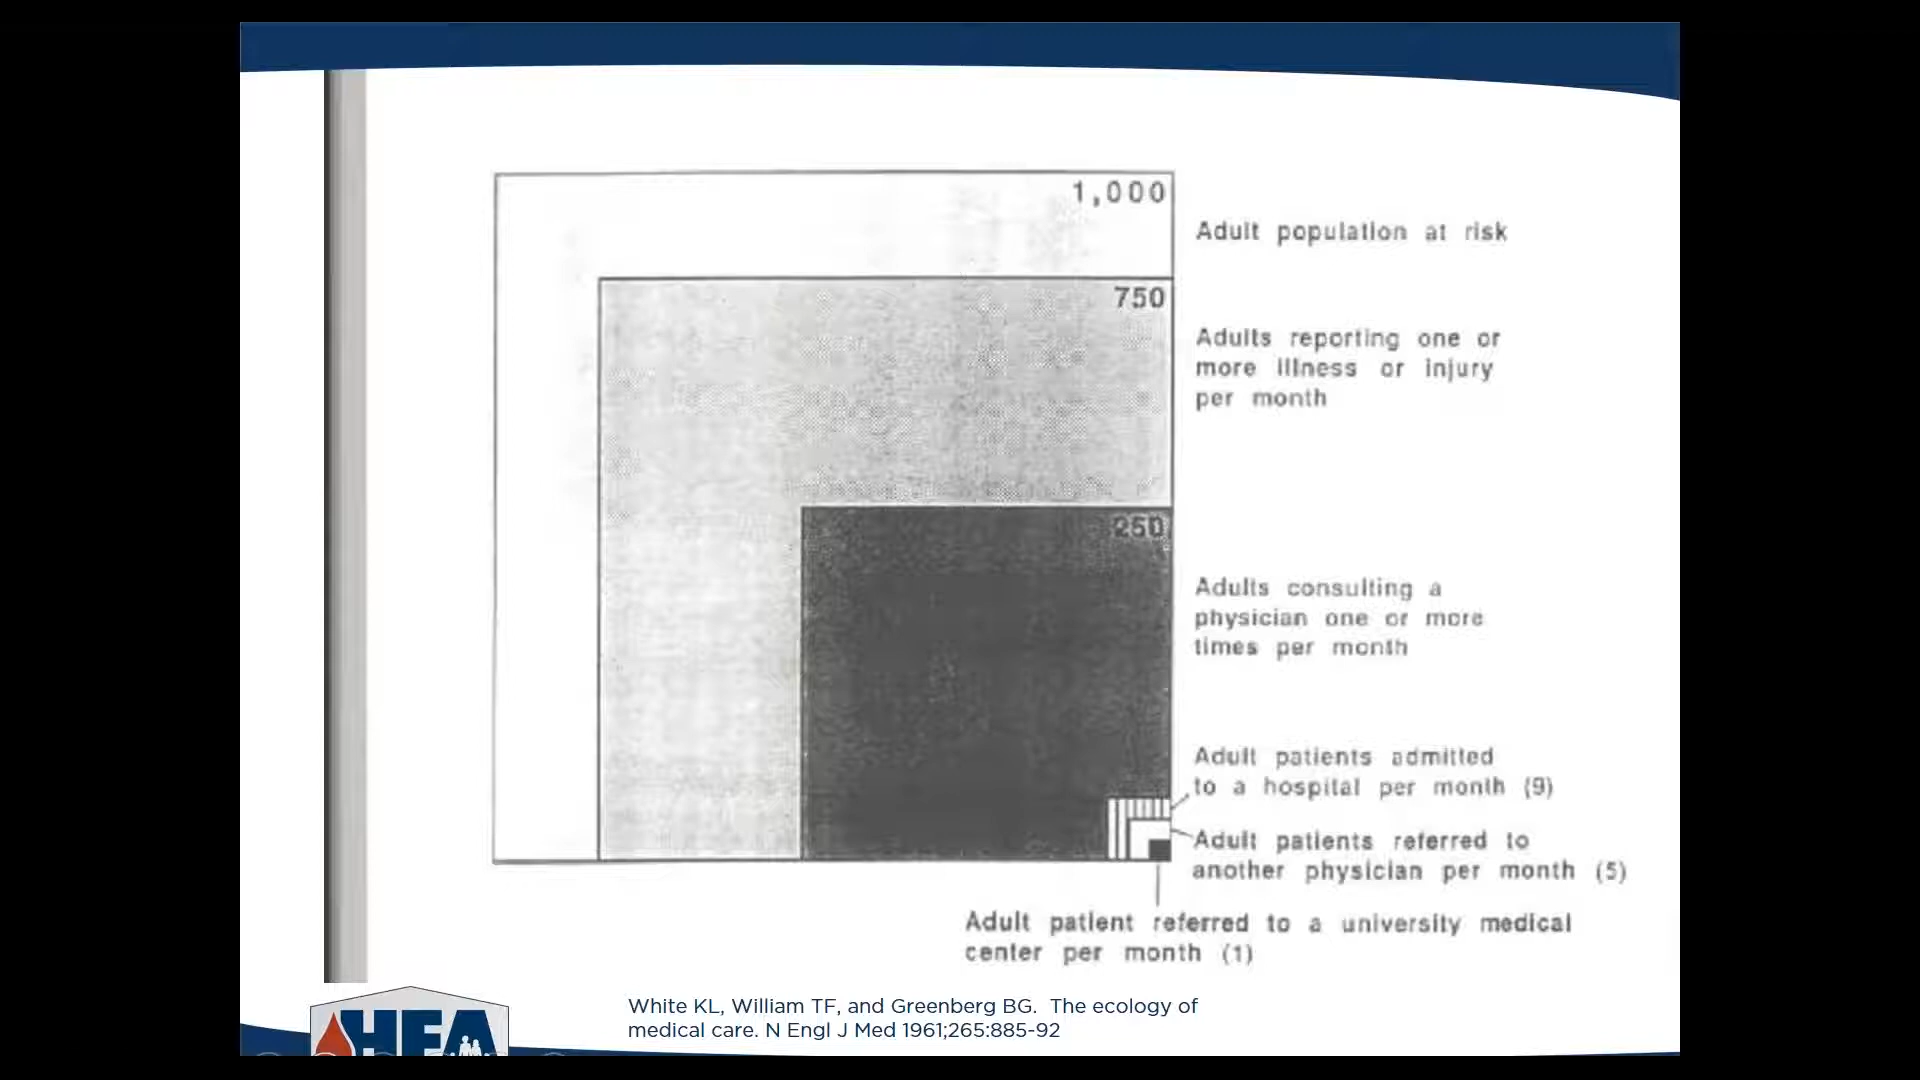 1,000
Adult population at risk
750
Adults reporting one or
more illness or injury
per month
250
Adults consulting a
physician one or more
times per month
Adult patients admitted
to a hospital per month (9)
Adult patients referred to
another physician per month (5)
Adult patient referred to a university medical
center per month (1)
White KL, William TF, and Greenberg BG. The ecology of
medical care. N Engl J Med 1961;265:885-92
HFA